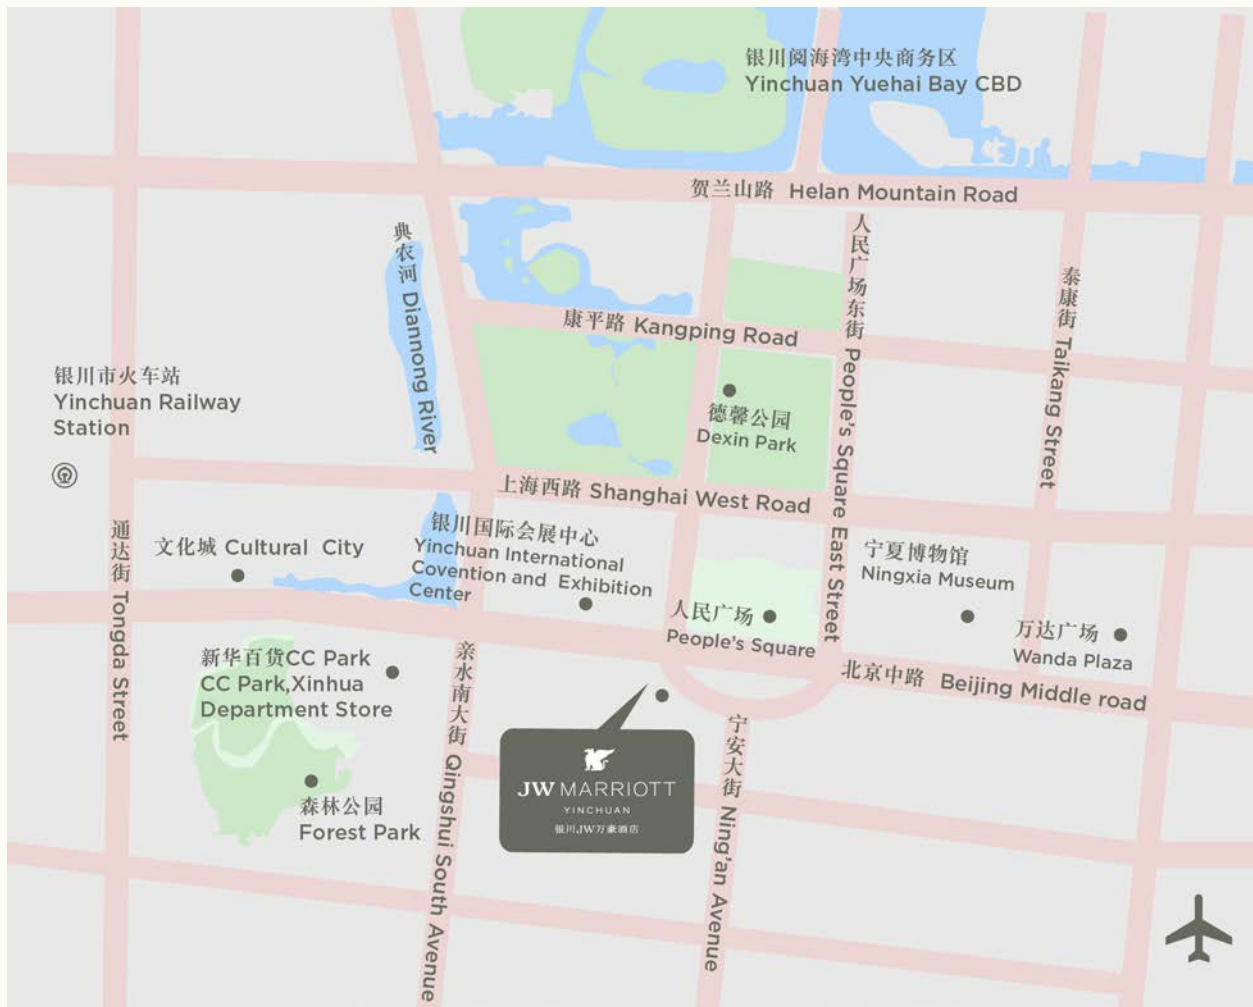 银川阅海湾中央商务区
Yinchuan Yuehai Bay CBD
贺兰山路 Helan Mountain Road
典农河 Diannong River
人民广场东街 People's Square East Street
泰康街 Taikang Street
康平路 Kangping Road
银川市火车站
Yinchuan Railway
Station
德馨公园
Dexin Park
上海西路 Shanghai West Road
通达街 Tongda Street
文化城 Cultural City
银川国际会展中心
Yinchuan International
Covention and Exhibition
Center
宁夏博物馆
Ningxia Museum
人民广场
People's Square
万达广场
Wanda Plaza
北京中路 Beijing Middle road
新华百货CC Park
CC Park,Xinhua
Department Store
亲水南大街 Qingshui South Avenue
宁安大街 Ning'an Avenue
JW MARRIOTT
YINCHUAN
银川JW万豪酒店
森林公园
Forest Park